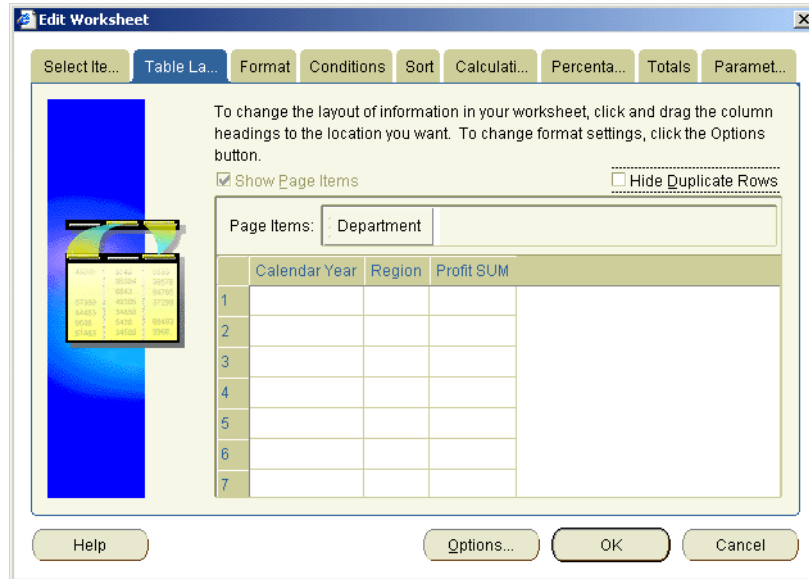 Edit Worksheet
Select Ite... Table La... Format Conditions Sort Calculati... Percenta... Totals Paramet...
To change the layout of information in your worksheet, click and drag the column
headings to the location you want. To change format settings, click the Options
button.
Show Page Items Hide Duplicate Rows
Page Items: Department
Calendar Year Region Profit SUM
1
2
3
4
5
6
7
Help Options... OK Cancel